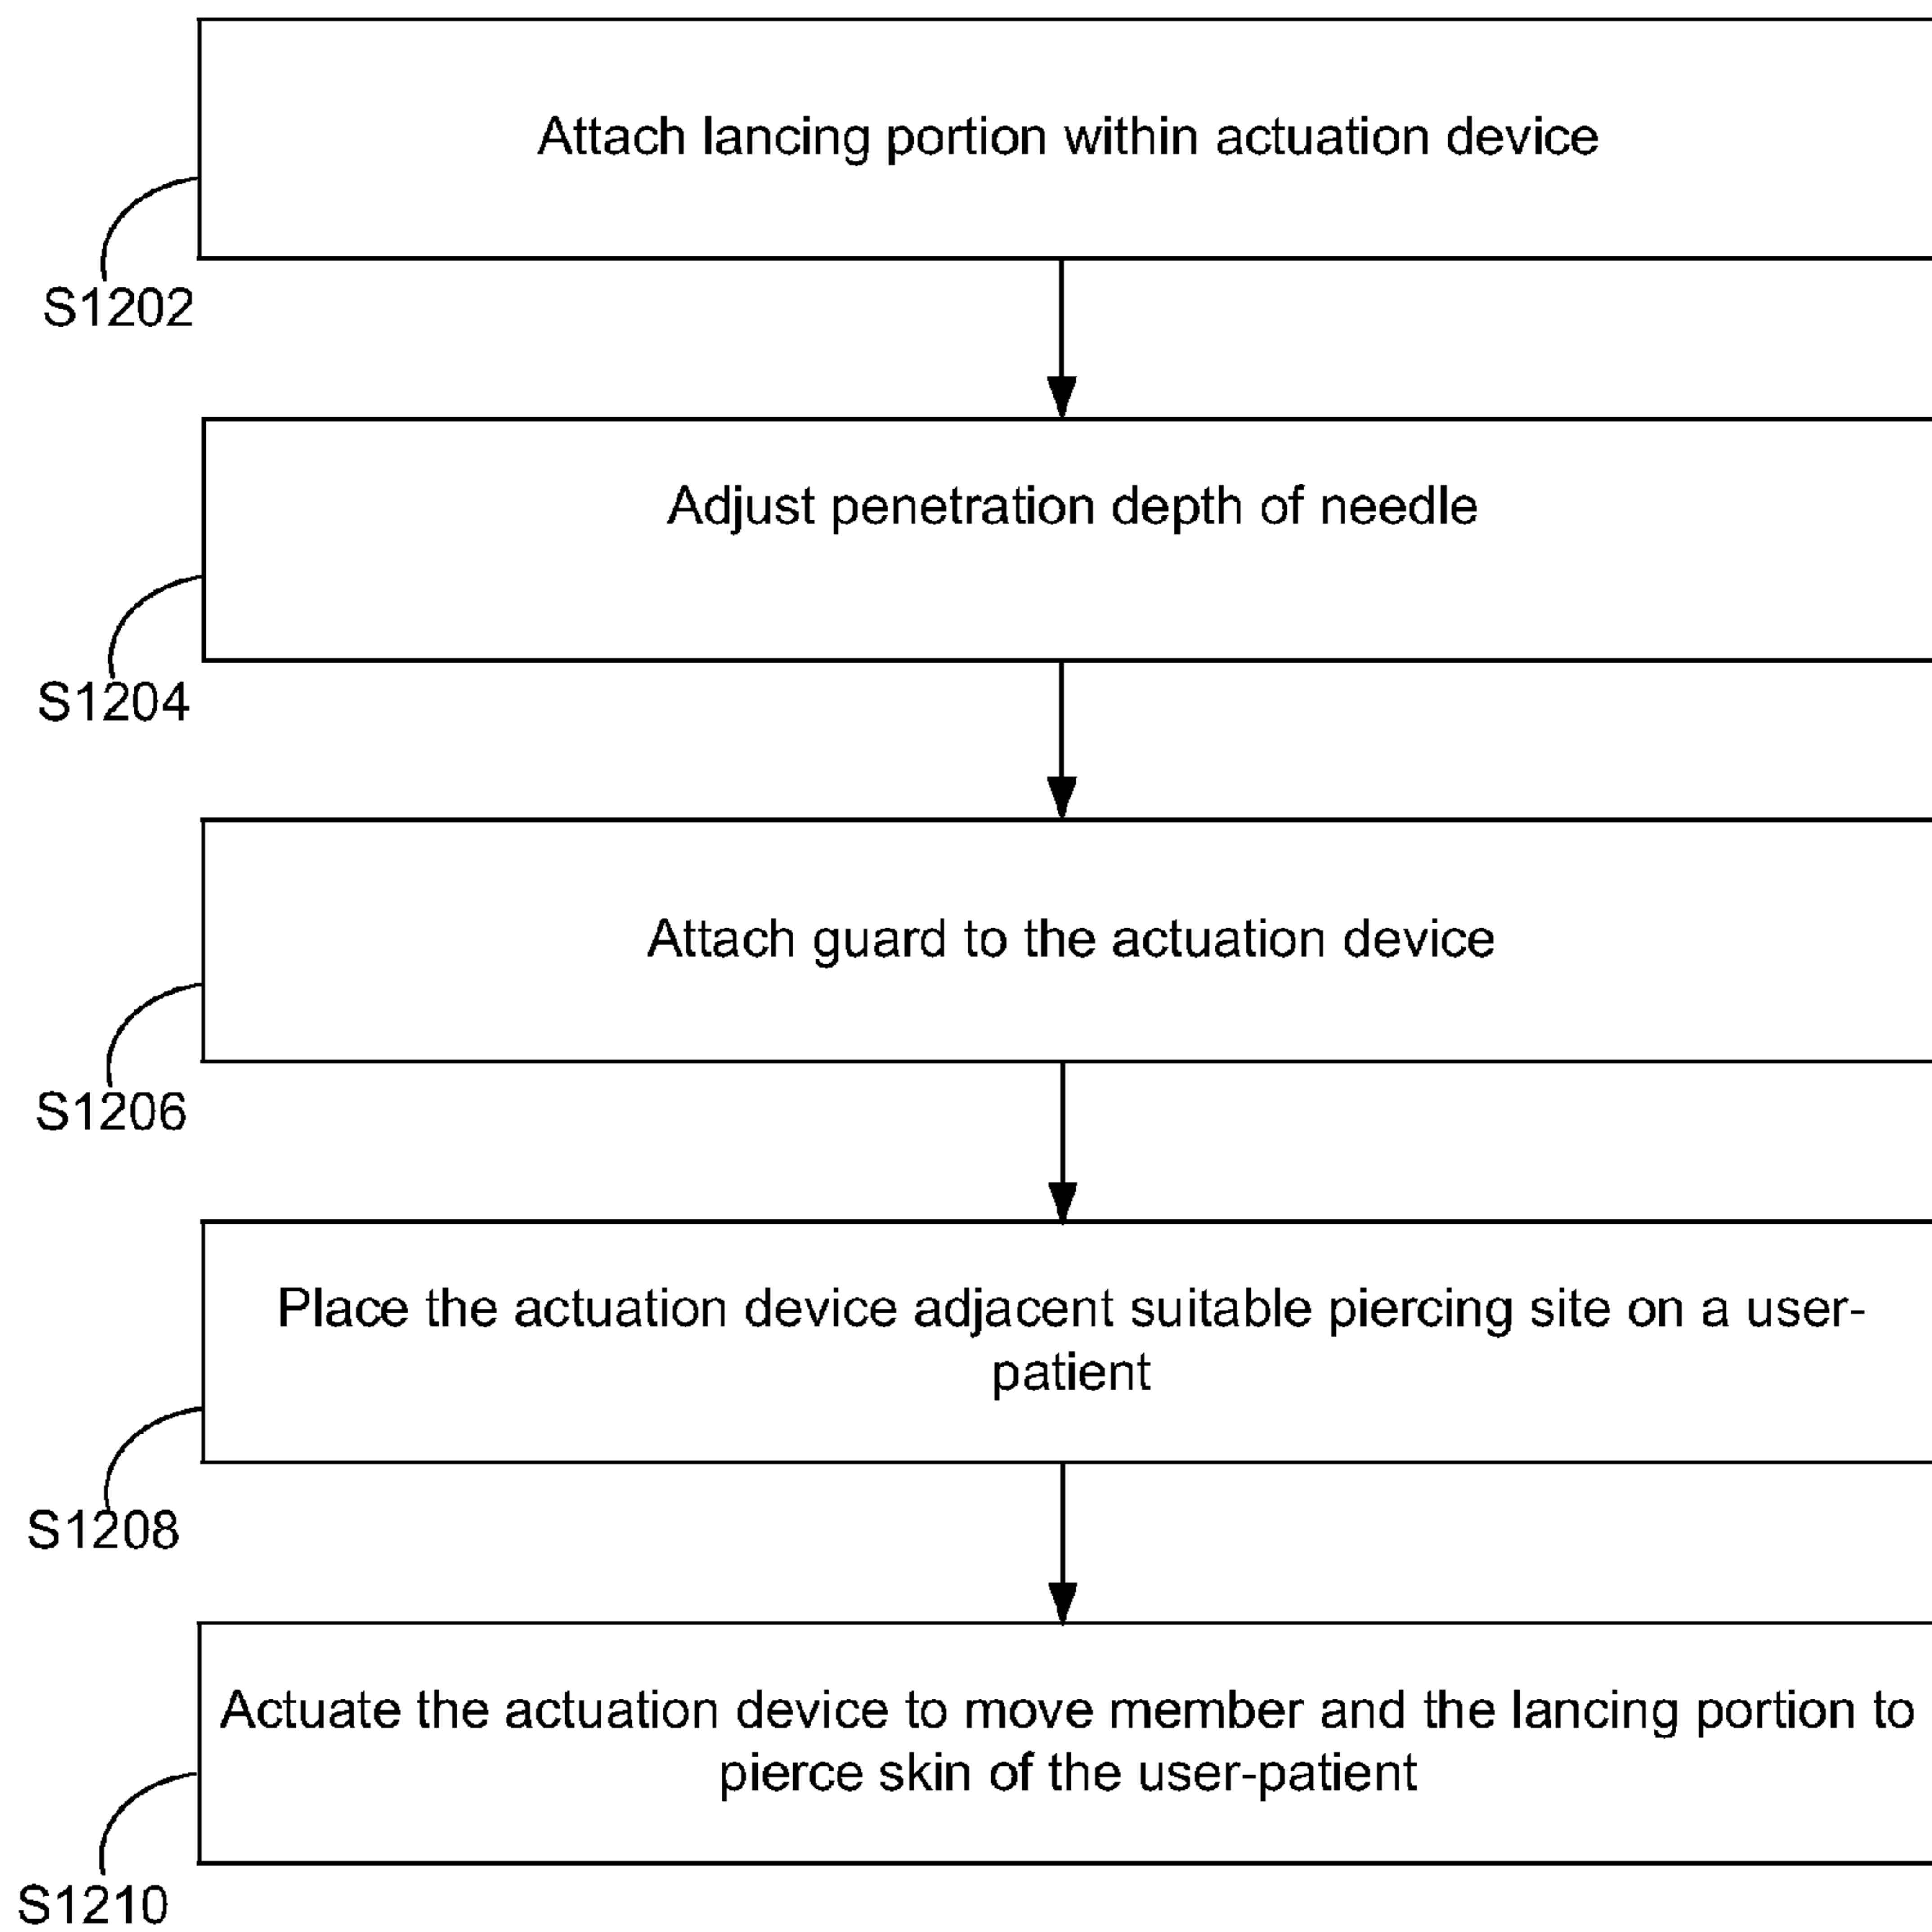 Attach lancing portion within actuation device
S1202
Adjust penetration depth of needle
S1204
Attach guard to the actuation device
S1206
Place the actuation device adjacent suitable piercing site on a user-
patient
S1208
Actuate the actuation device to move member and the lancing portion to
pierce skin of the user-patient
S1210